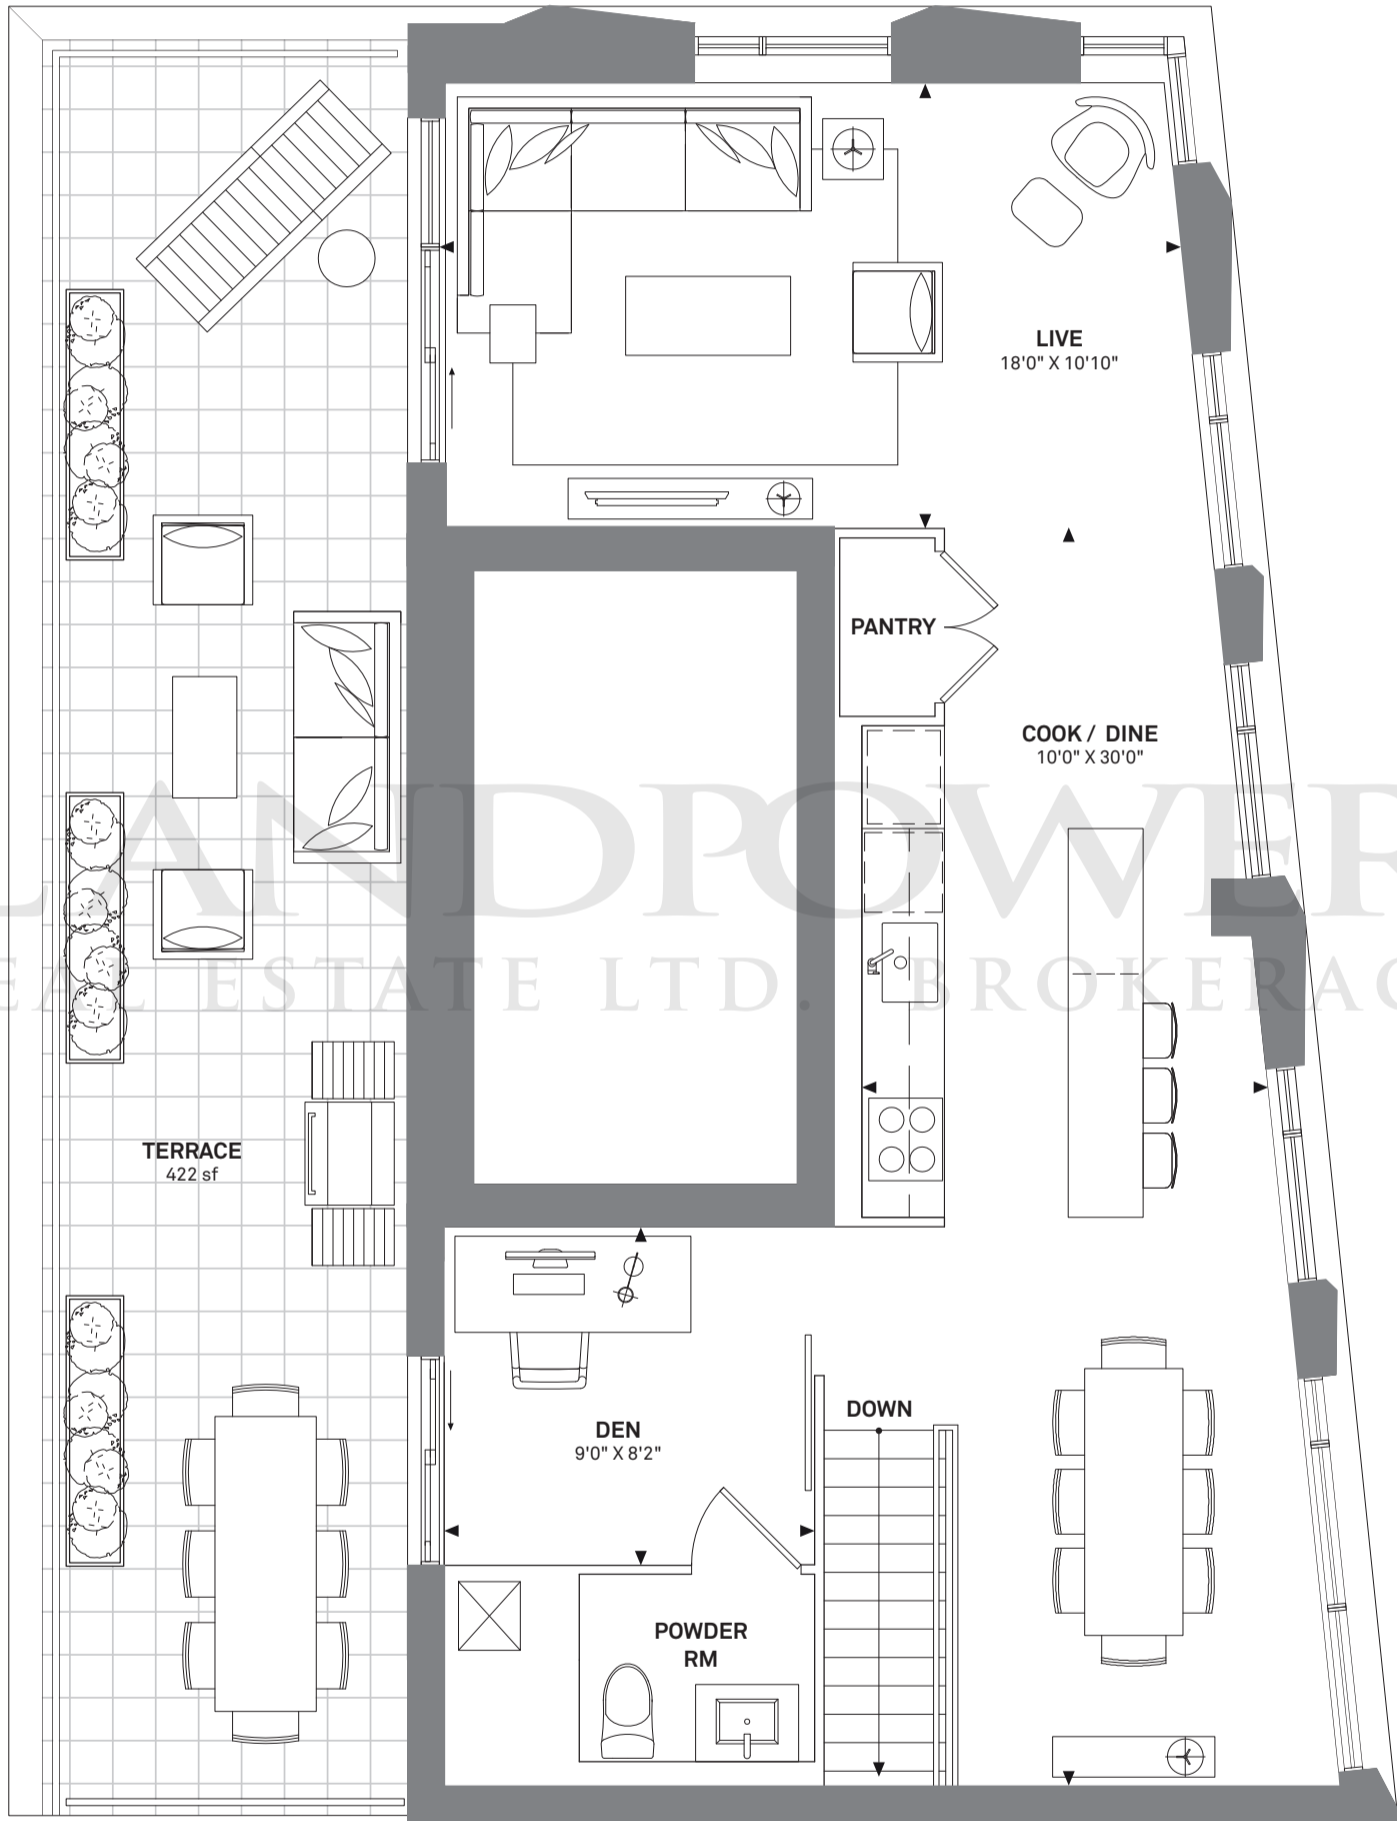 LIVE
18'0" X 10'10"
PANTRY
COOK / DINE
10'0" X 30'0"
LANDPOWER
REAL ESTATE LTD. BROKERAG
TERRACE
422 sf
DEN
9'0" X 8'2"
DOWN
POWDER
RM